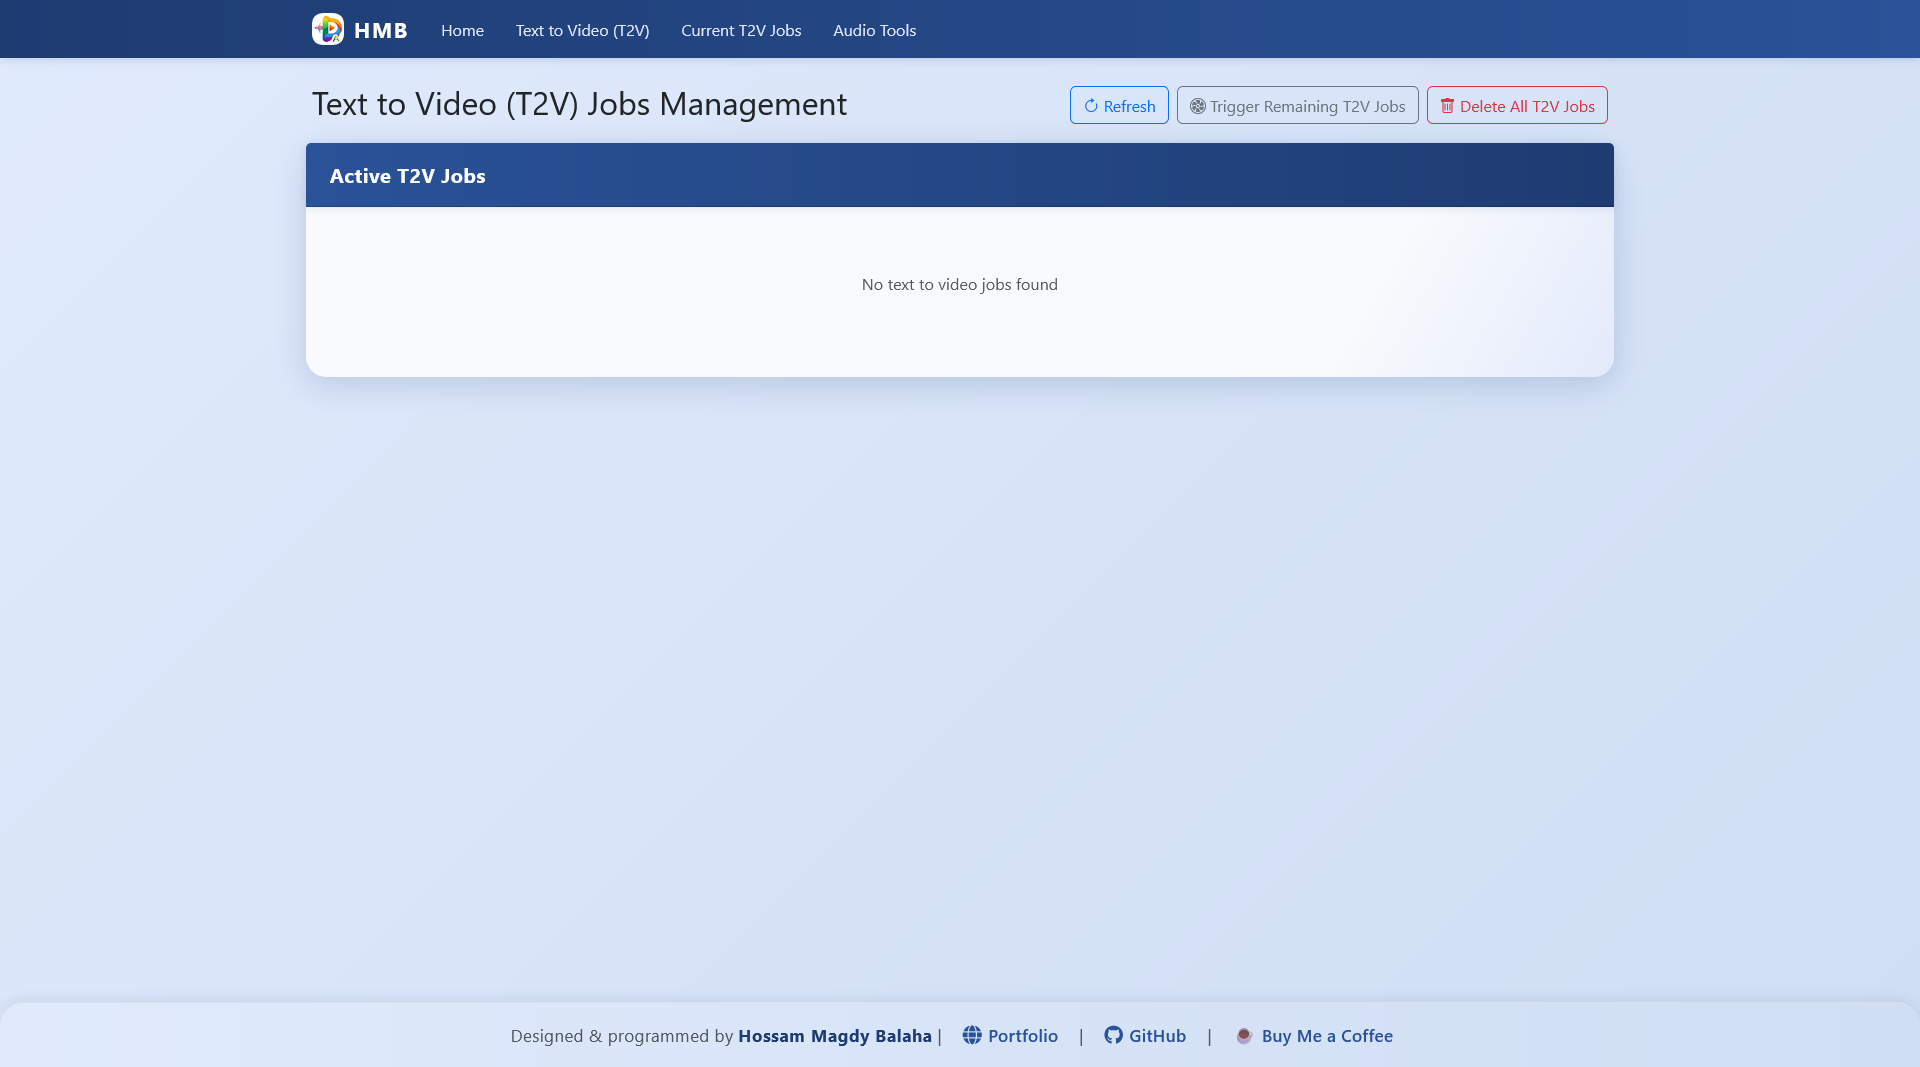 HMB Home Text to Video (T2V) Current T2V Jobs Audio Tools
Text to Video (T2V) Jobs Management Refresh Trigger Remaining T2V Jobs Delete All T2V Jobs
Active T2V Jobs
No text to video jobs found
Designed & programmed by Hossam Magdy Balaha | Portfolio | GitHub | Buy Me a Coffee